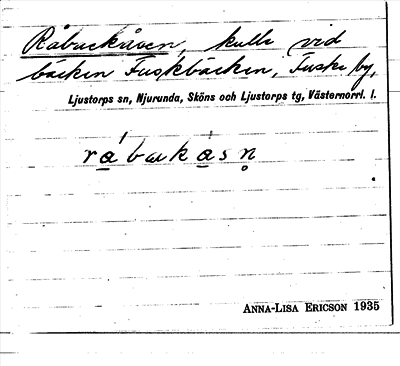 Råbuckåsen, kulle vid
bäcken Fuskbäcken, Fuske by,
Ljustorps sn, Njurunda, Sköns och Ljustorps tg, Västernorrl. l.
råbukåsn̥
ANNA-LISA ERICSON 1935